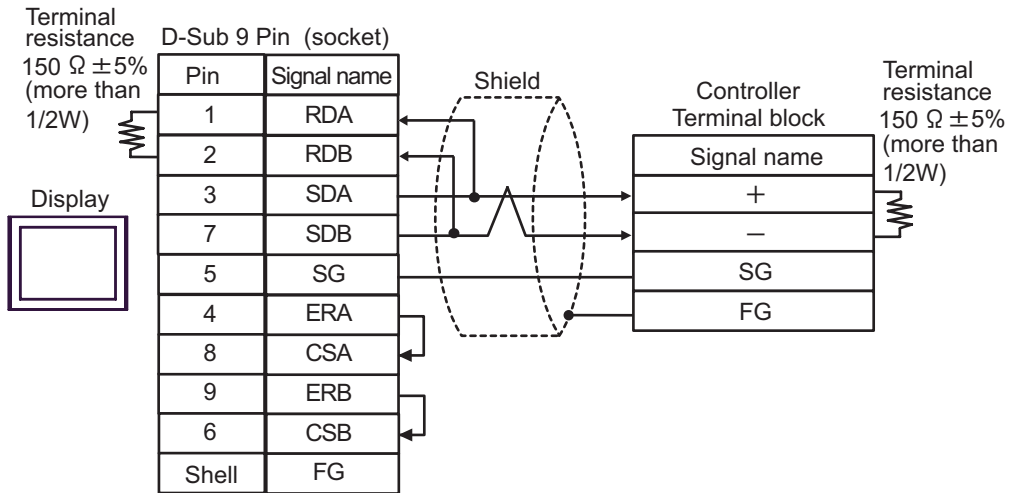 Terminal
resistance
150 Ω ±5%
(more than
1/2W)
D-Sub 9 Pin (socket)
Pin Signal name
1 RDA
2 RDB
3 SDA
7 SDB
5 SG
4 ERA
8 CSA
9 ERB
6 CSB
Shell FG
Display
Shield
Controller
Terminal block
Signal name
+
−
SG
FG
Terminal
resistance
150 Ω ±5%
(more than
1/2W)